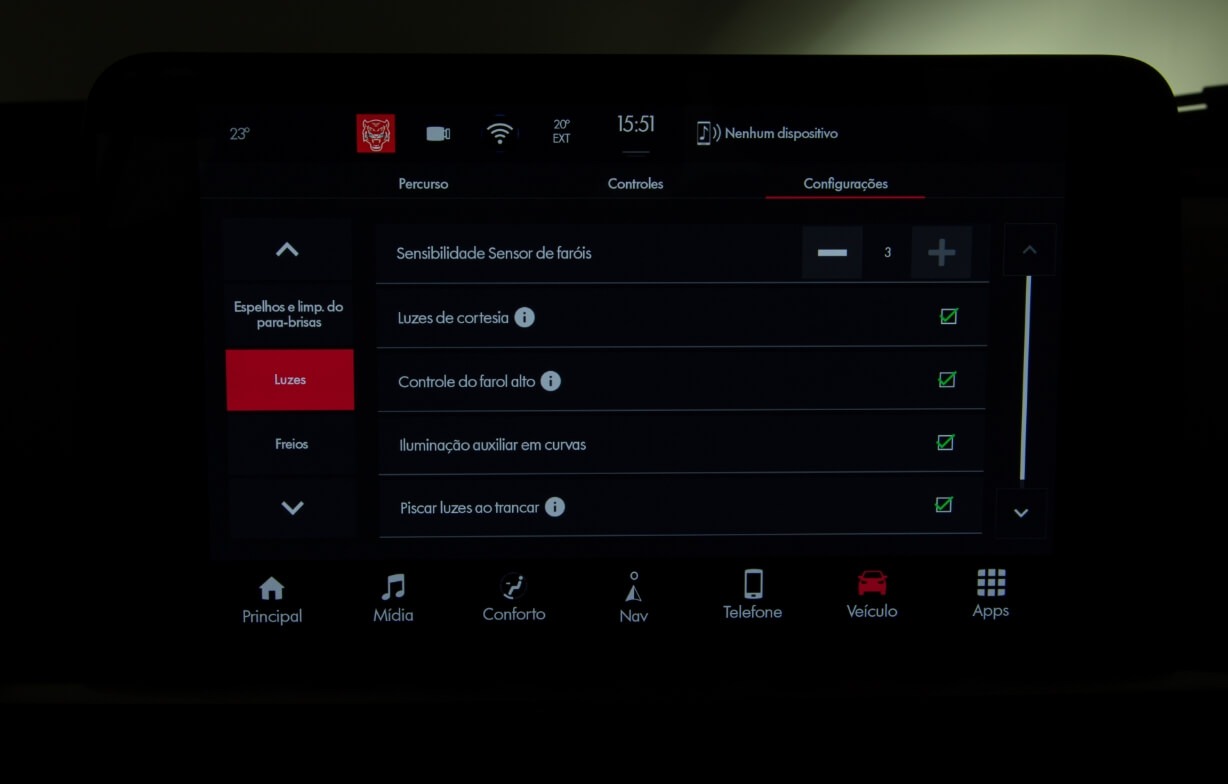 23º
20º
EXT
15:51
Nenhum dispositivo
Percurso
Controles
Configurações
Espelhos e limp. do
para-brisas
Luzes
Freios
Sensibilidade Sensor de faróis
3
Luzes de cortesia
Controle do farol alto
Iluminação auxiliar em curvas
Piscar luzes ao trancar
Principal
Mídia
Conforto
Nav
Telefone
Veículo
Apps